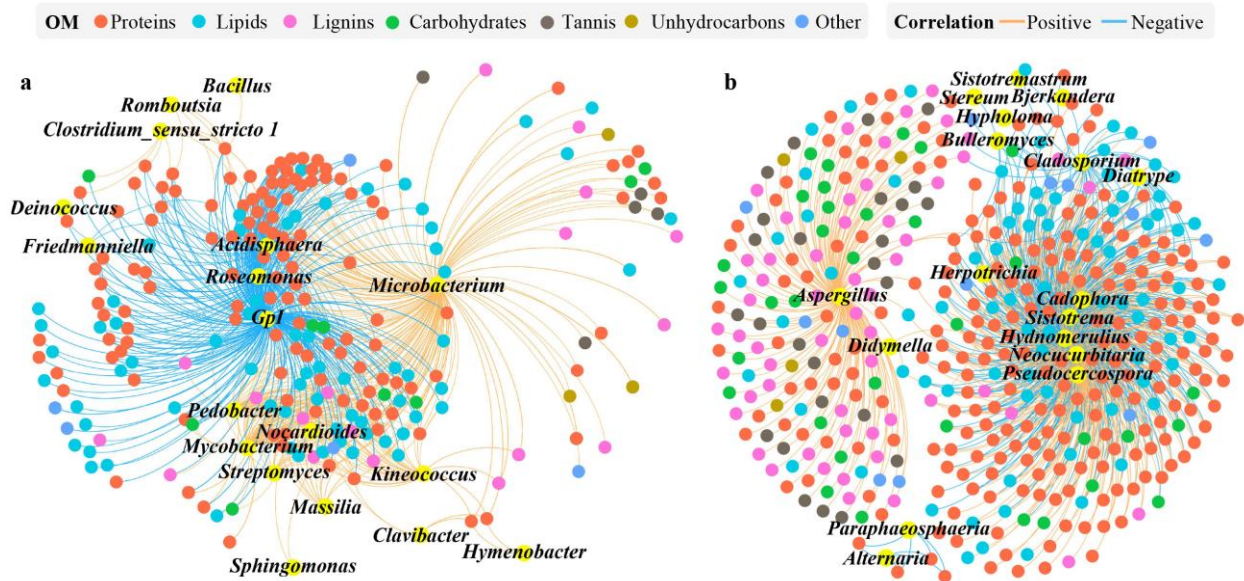 OM Proteins Lipids Lignins Carbohydrates Tannis Unhydrocarbons Other Correlation Positive Negative
a
Bacillus
Romboutsia
Clostridium_sensu_stricto 1
Deinococcus
Friedmanniella
Acidisphaera
Roseomonas
Microbacterium
GpI
Pedobacter
Nocardioides
Mycobacterium
Streptomyces
Kineococcus
Massilia
Clavibacter
Hymenobacter
Sphingomonas
b
Sistotremastrum
Stereum
Bjerkandera
Hypholoma
Bulleromyces
Cladosporium
Diatrype
Herpotrichia
Aspergillus
Cadophora
Sistotrema
Didymella
Hydnomerulius
Neocucurbitaria
Pseudocercospora
Paraphaeosphaeria
Alternaria